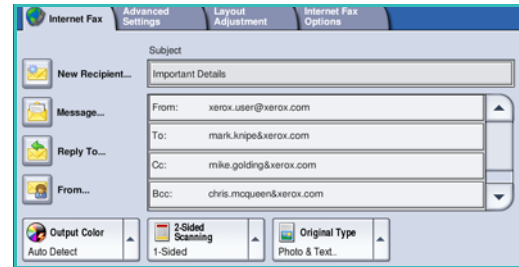 Internet Fax
Advanced Settings
Layout Adjustment
Internet Fax Options
Subject
New Recipient...
Important Details
Message...
From: xerox.user@xerox.com
Reply To...
To: mark.knipe&xerox.com
Cc: mike.golding&xerox.com
From...
Bcc: chris.mcqueen&xerox.com
Output Color
Auto Detect
2-Sided Scanning
1-Sided
Original Type
Photo & Text..